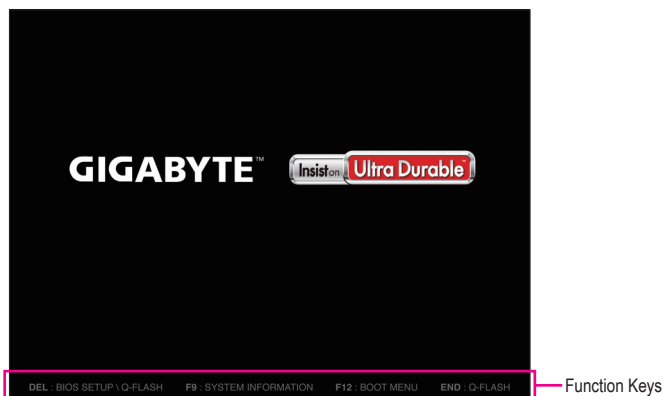 GIGABYTE™ Insist on Ultra Durable™
DEL : BIOS SETUP \ Q-FLASH F9 : SYSTEM INFORMATION F12 : BOOT MENU END : Q-FLASH
Function Keys